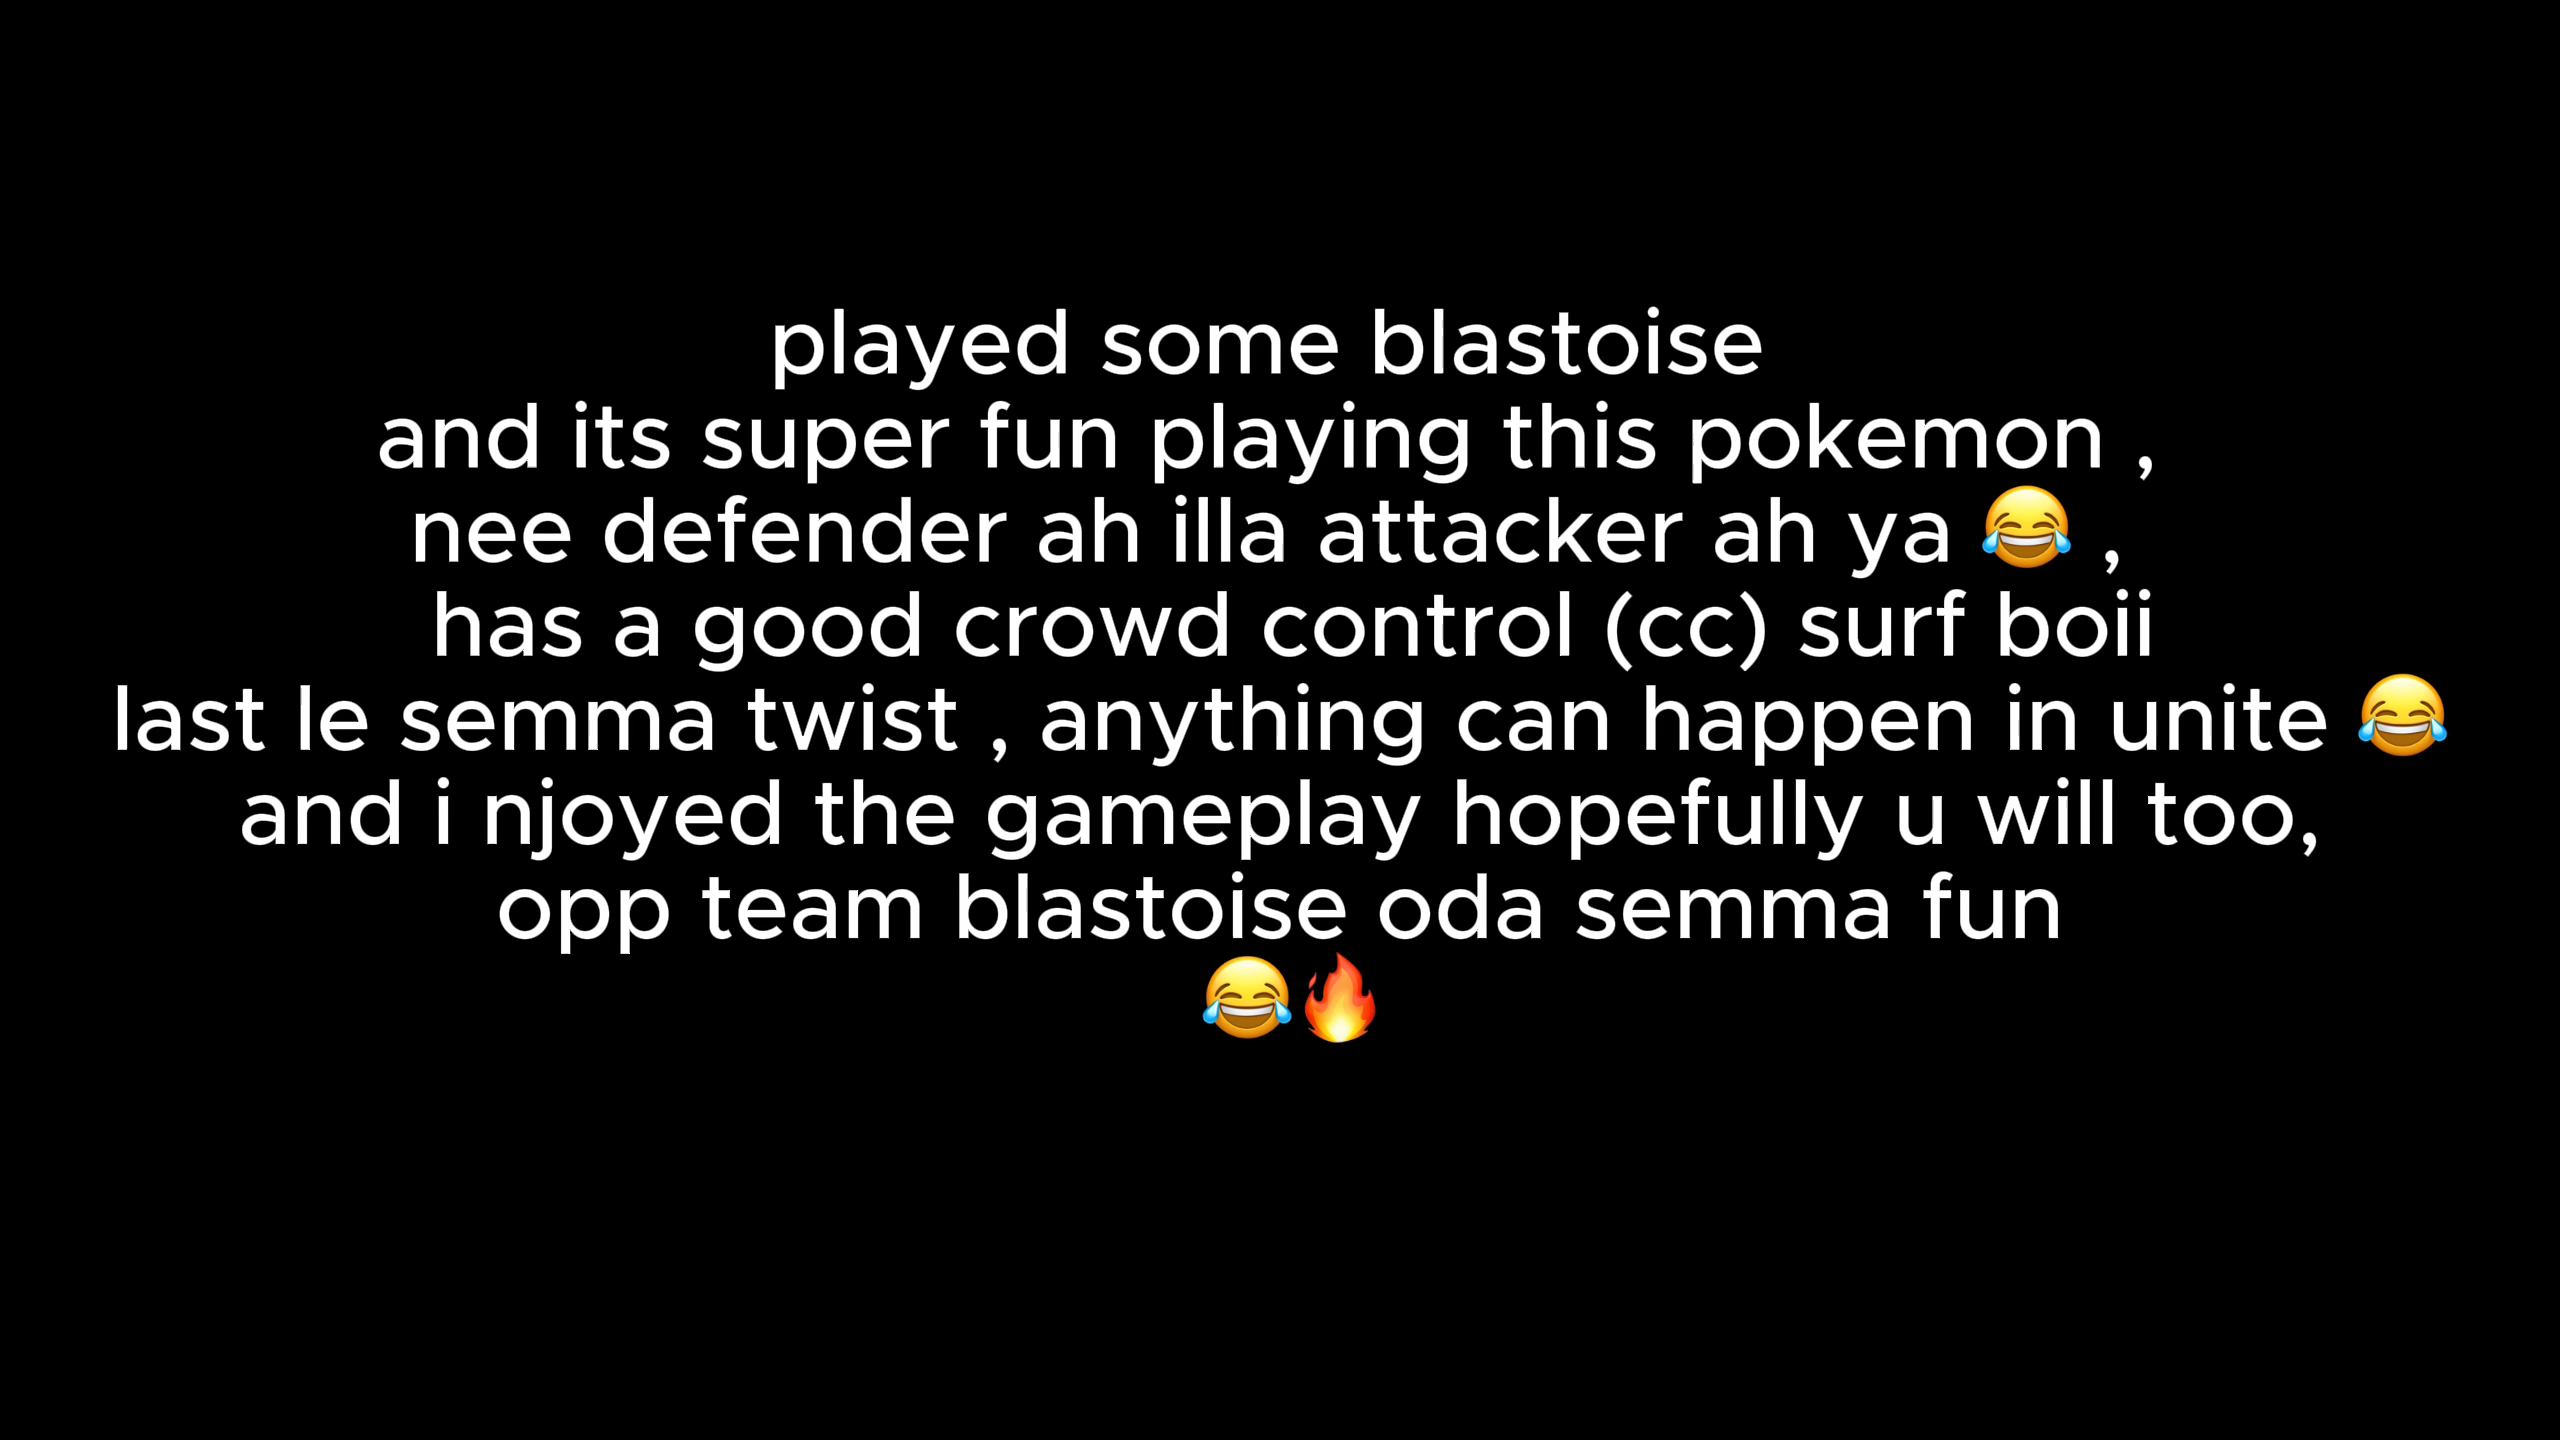 played some blastoise
and its super fun playing this pokemon ,
nee defender ah illa attacker ah ya 😂 ,
has a good crowd control (cc) surf boii
last le semma twist , anything can happen in unite 😂
and i njoyed the gameplay hopefully u will too,
opp team blastoise oda semma fun
😂🔥